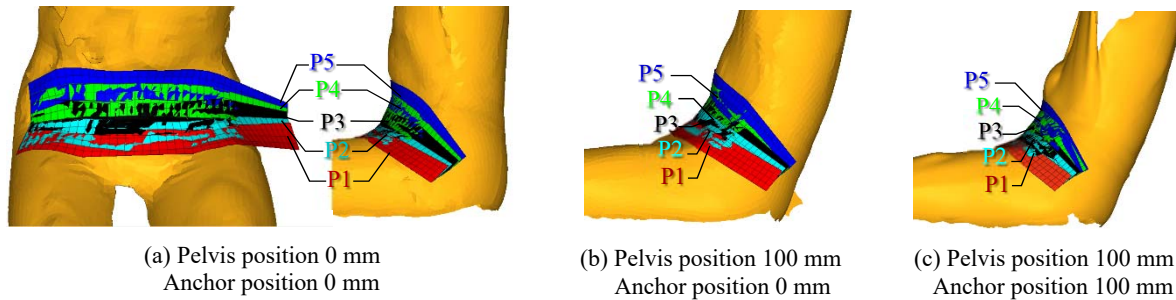 P5
P4
P3
P2
P1
P5
P4
P3
P2
P1
P5
P4
P3
P2
P1
(a) Pelvis position 0 mm
Anchor position 0 mm
(b) Pelvis position 100 mm
Anchor position 0 mm
(c) Pelvis position 100 mm
Anchor position 100 mm